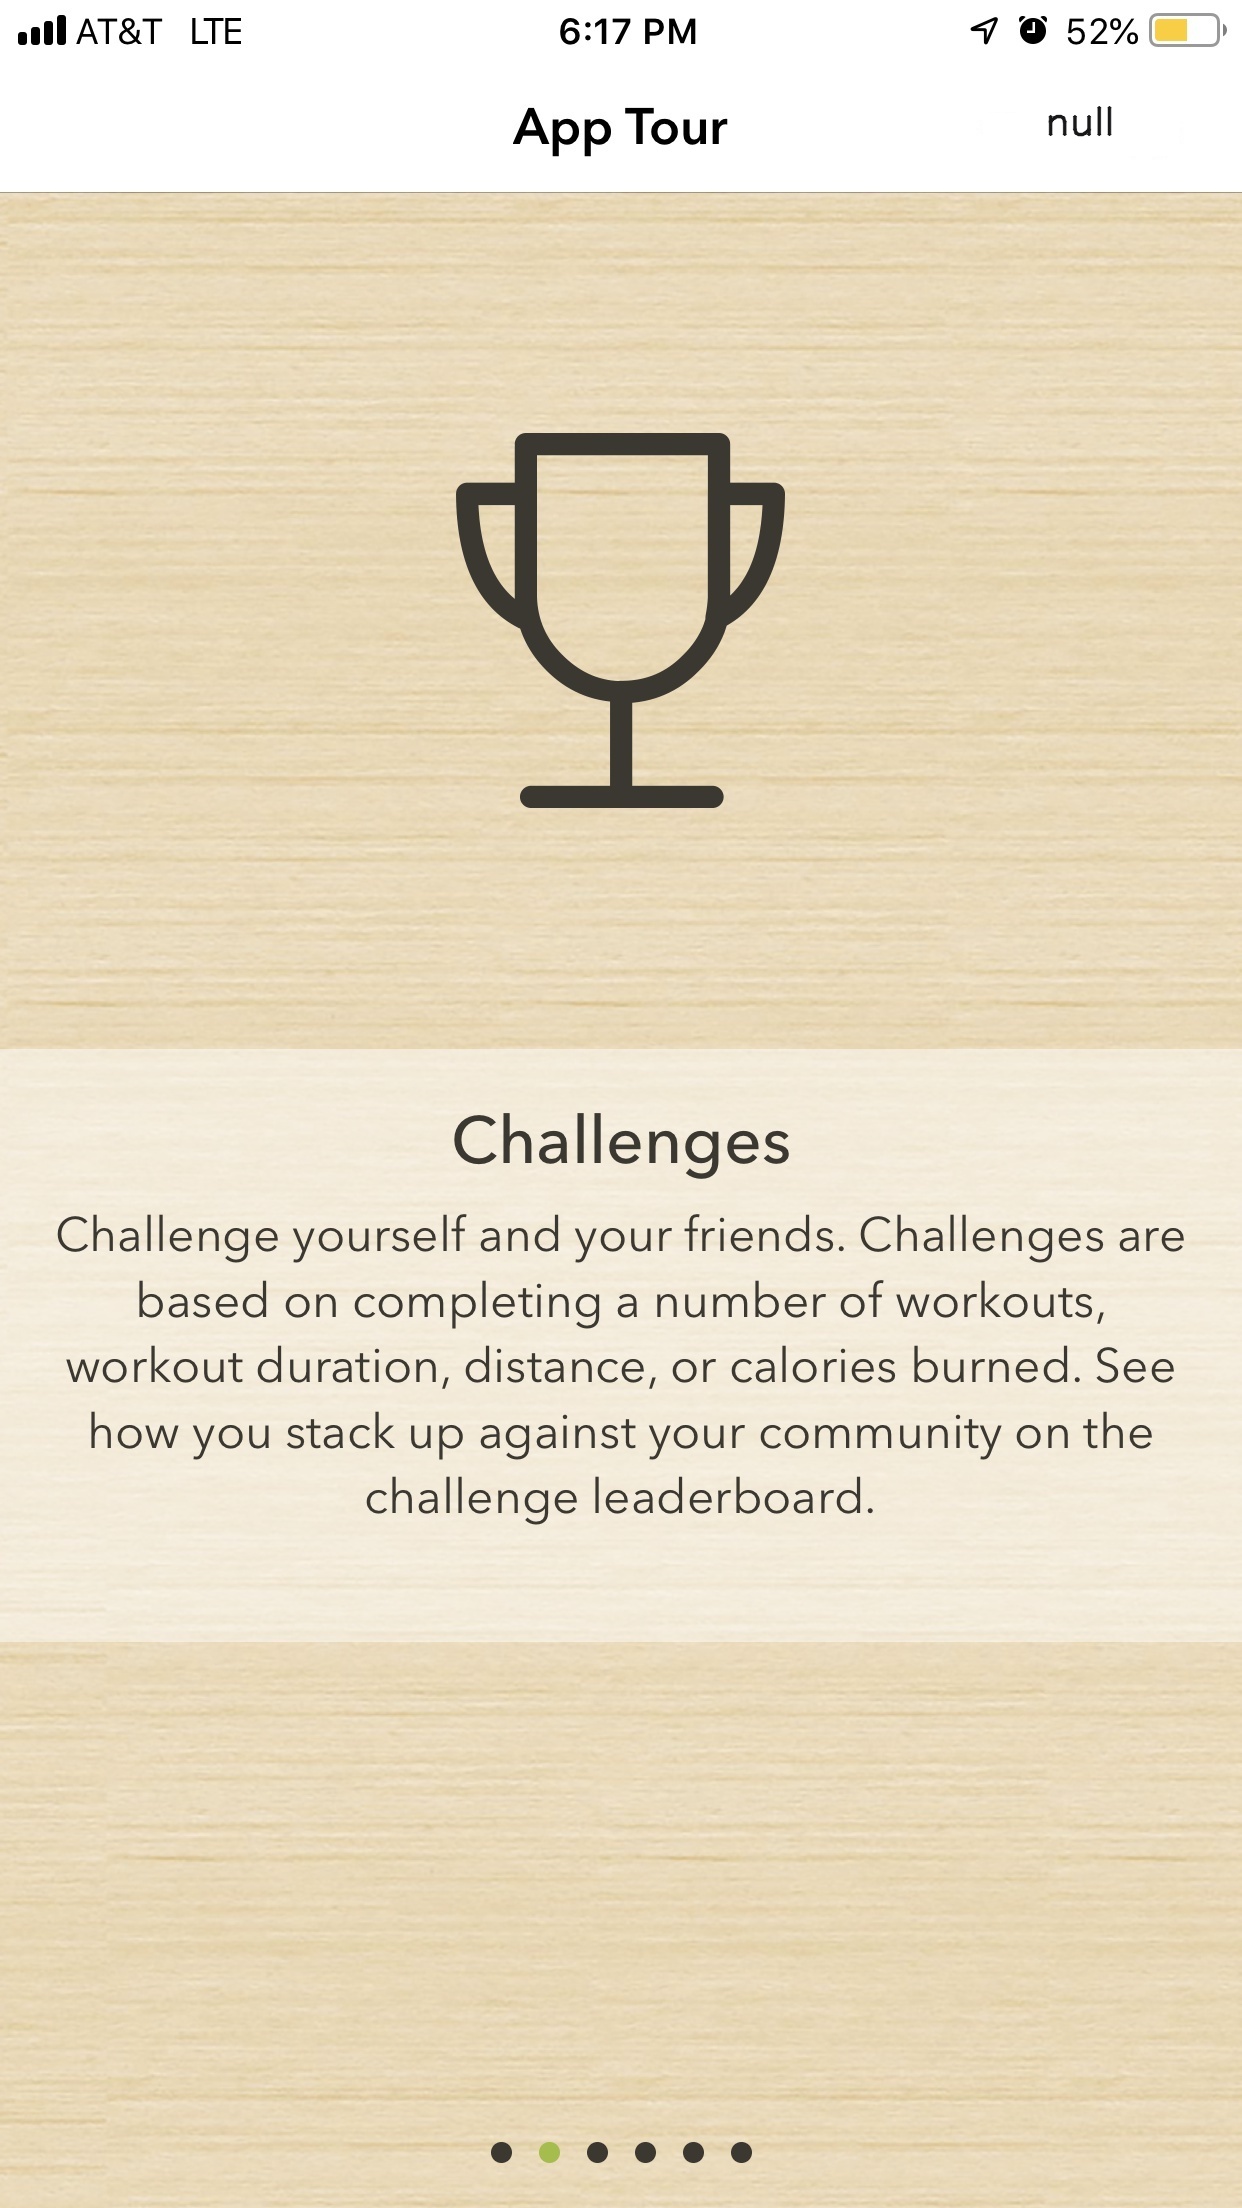 AT&T LTE 6:17 PM 52%
App Tour null
Challenges
Challenge yourself and your friends. Challenges are
based on completing a number of workouts,
workout duration, distance, or calories burned. See
how you stack up against your community on the
challenge leaderboard.